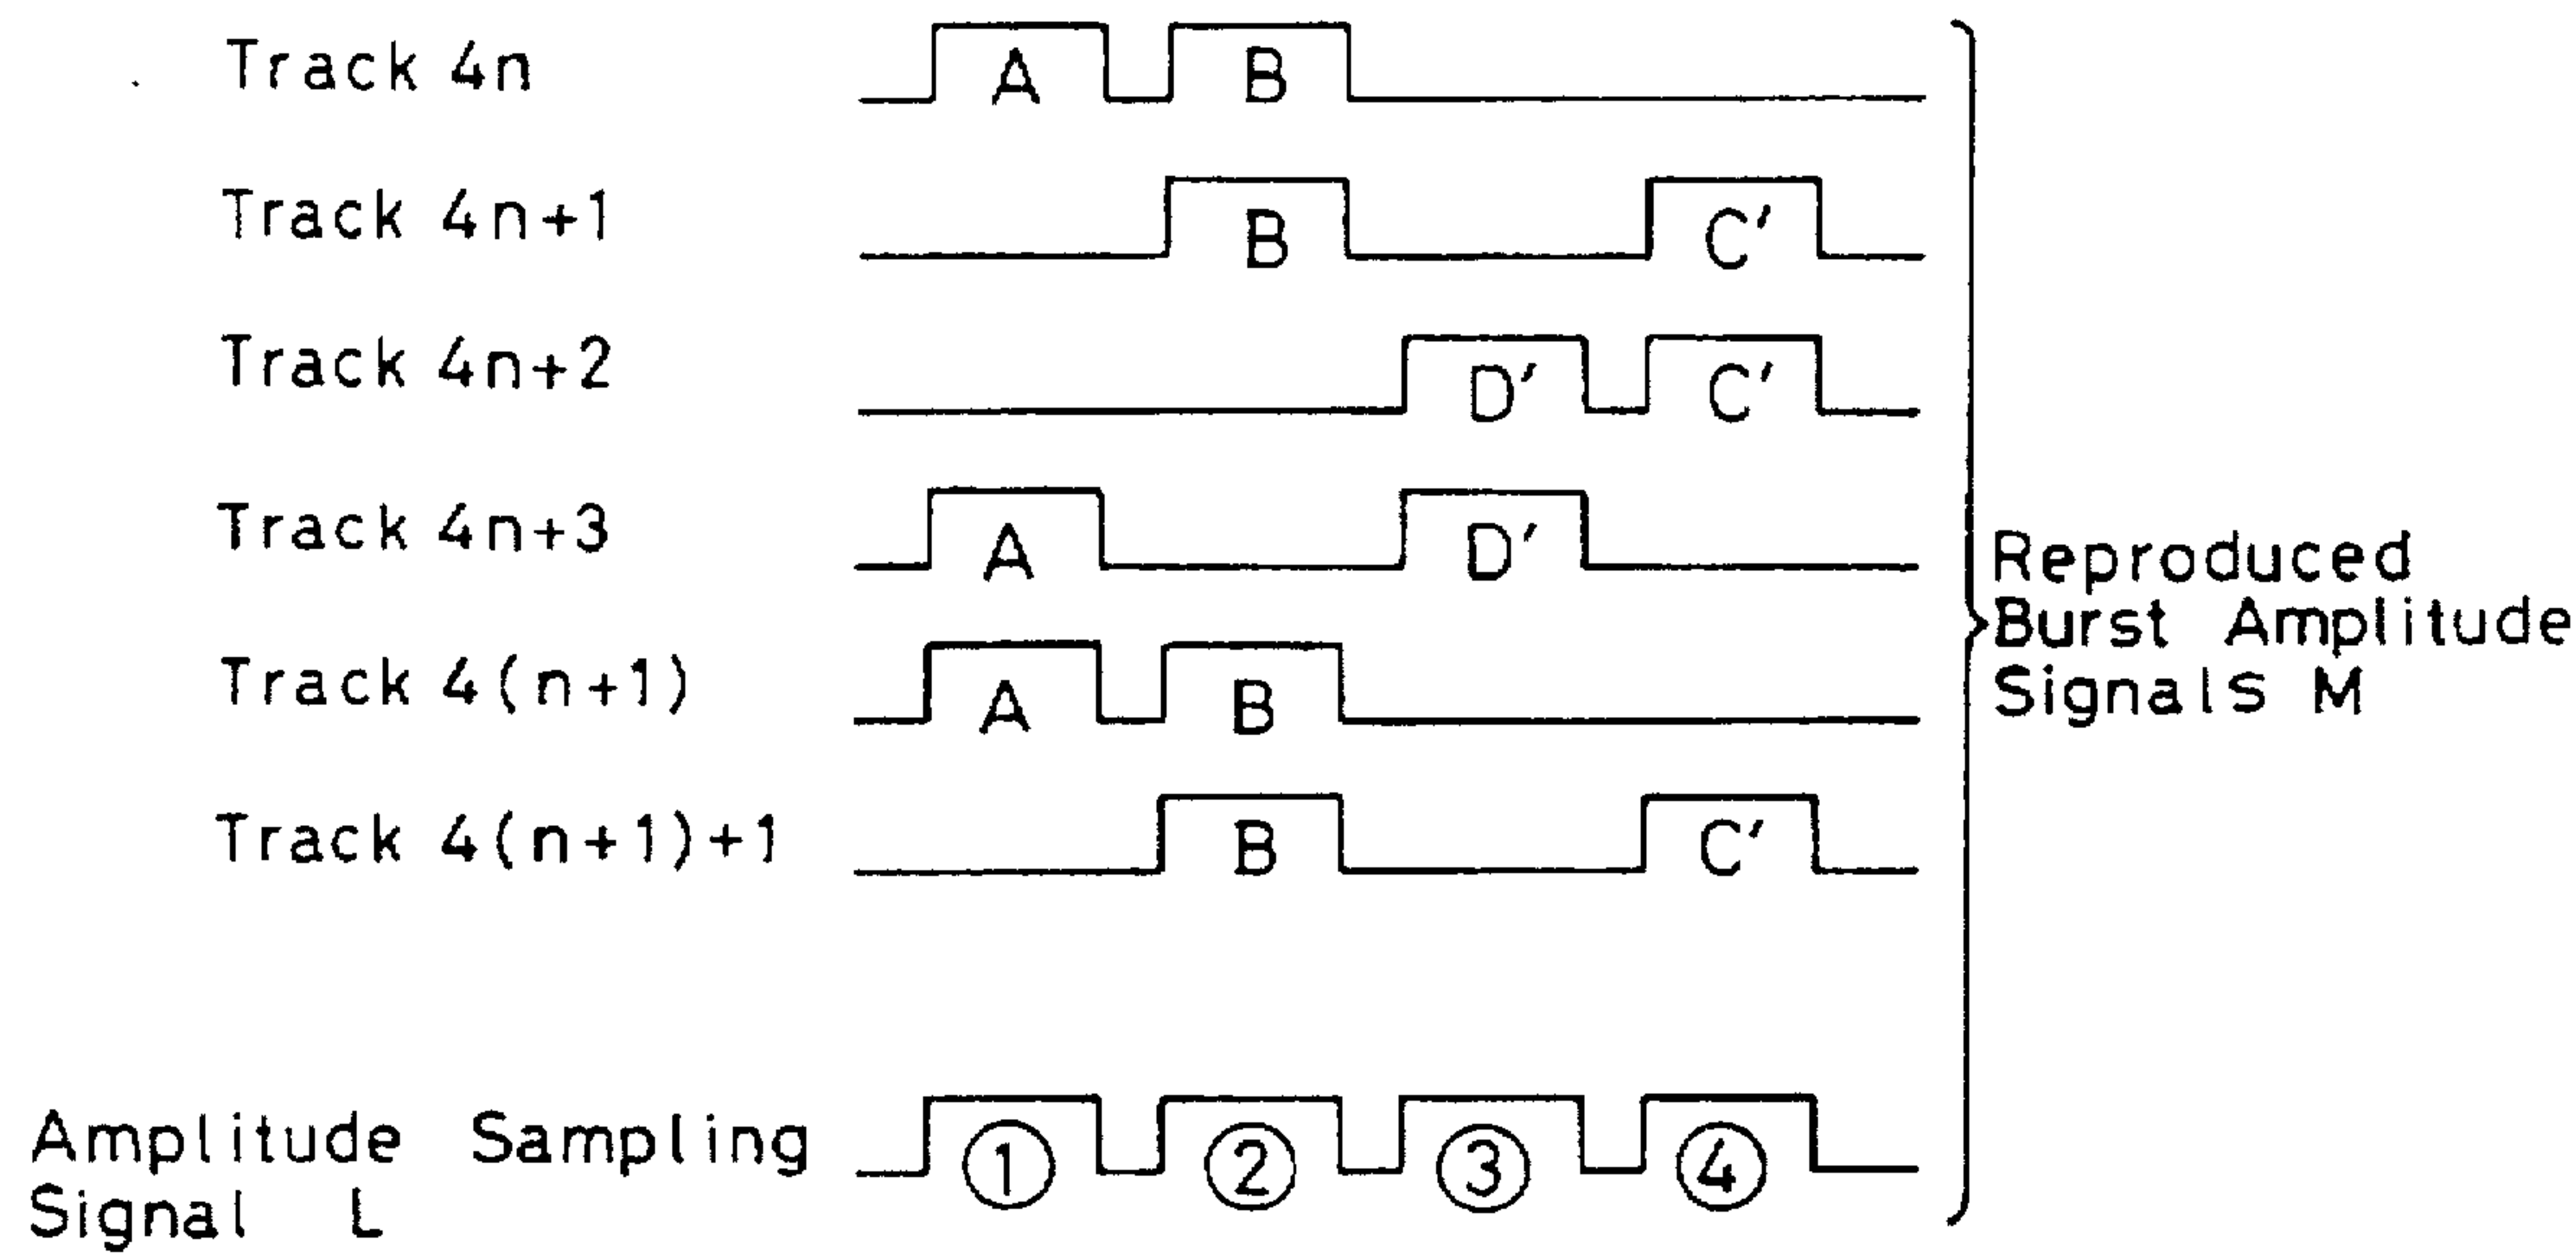 Track 4n
A B
Track 4n+1
B C′
Track 4n+2
D′ C′
Track 4n+3
A D′
Track 4(n+1)
A B
Track 4(n+1)+1
B C′
Reproduced
Burst Amplitude
Signals M
Amplitude Sampling
Signal L
① ② ③ ④